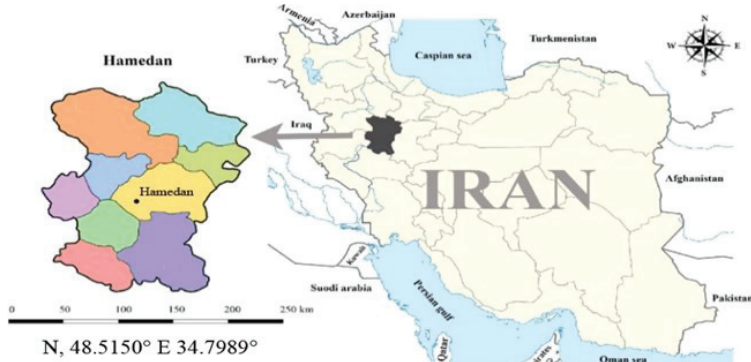 Hamedan
Hamedan
0 50 100 150 200 250 km
N, 48.5150° E 34.7989°
Armenia
Azerbaijan
Turkey
Caspian sea
Turkmenistan
N
W E
S
Iraq
IRAN
Afghanistan
Kuwait
Suodi arabia
Persian gulf
Pakistan
Qatar
Oman sea